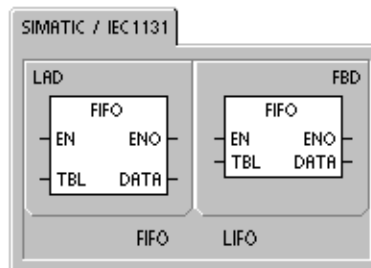 SIMATIC / IEC1131
LAD
FIFO
EN ENO
TBL DATA
FBD
FIFO
EN ENO
TBL DATA
FIFO LIFO